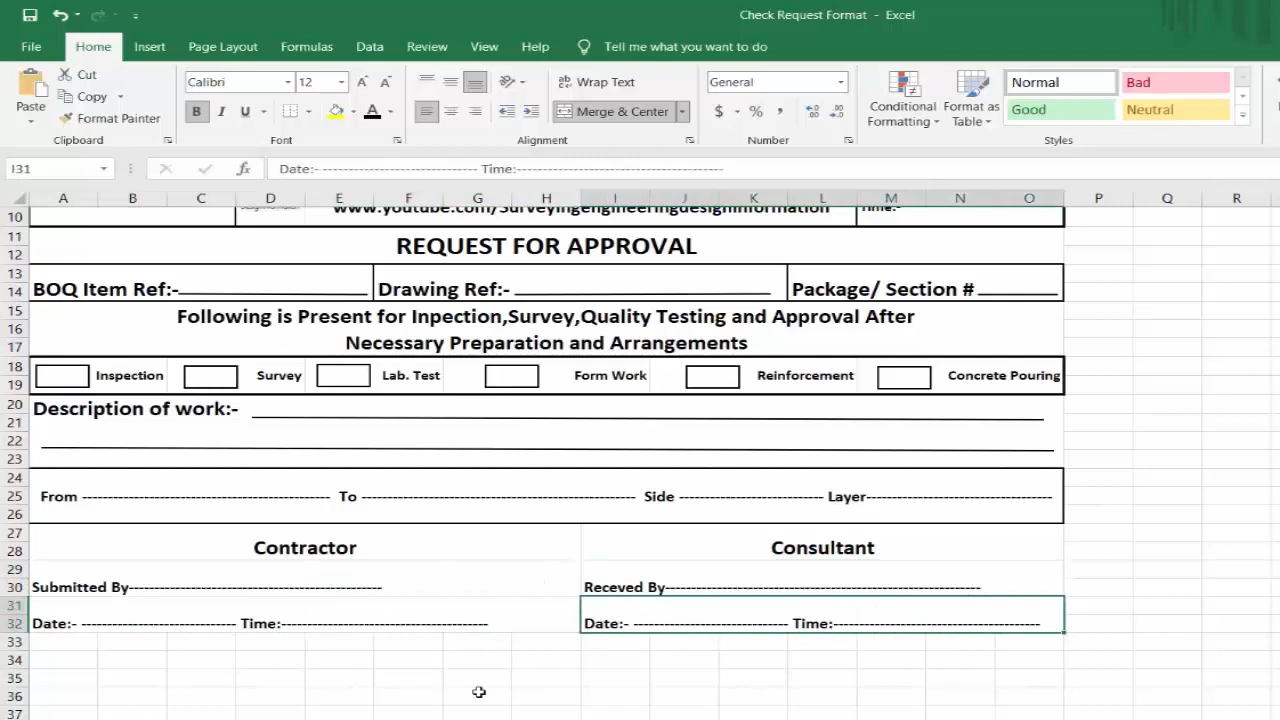 Check Request Format - Excel
File Home Insert Page Layout Formulas Data Review View Help Tell me what you want to do
Cut
Copy
Format Painter
Paste
Clipboard
Calibri 12
B I U
Font
Wrap Text
Merge & Center
Alignment
General
$ % ,
Number
Conditional Formatting
Format as Table
Normal Bad
Good Neutral
Styles
I31 fx Date:- ------------------------------ Time:----------------------------------------
A B C D E F G H I J K L M N O P Q R
10 www.youtube.com/Surveyingengineeringdesigninformation Time:-
11
REQUEST FOR APPROVAL
12
13
14 BOQ Item Ref:- Drawing Ref:- Package/ Section #
15 Following is Present for Inpection,Survey,Quality Testing and Approval After
16
17 Necessary Preparation and Arrangements
18
Inspection Survey Lab. Test Form Work Reinforcement Concrete Pouring
19
20 Description of work:-
21
22
23
24
25 From ------------------------------------------------ To ----------------------------------------------------- Side ---------------------------- Layer------------------------------------
26
27
Contractor Consultant
28
29
30 Submitted By------------------------------------------------- Receved By-------------------------------------------------------------
31
32 Date:- ------------------------------ Time:---------------------------------------- Date:- ------------------------------ Time:----------------------------------------
33
34
35
36
37